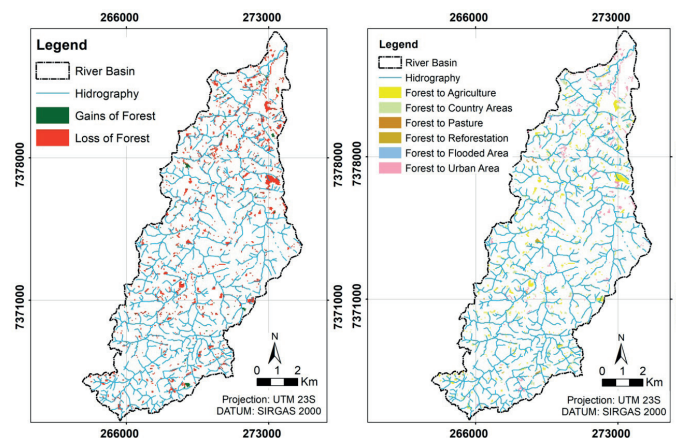 266000 273000
Legend
River Basin
Hidrography
Gains of Forest
Loss of Forest
7378000
7371000
N
0 1 2
Km
Projection: UTM 23S
DATUM: SIRGAS 2000
266000 273000
266000 273000
Legend
River Basin
Hidrography
Forest to Agriculture
Forest to Country Areas
Forest to Pasture
Forest to Reforestation
Forest to Flooded Area
Forest to Urban Area
7378000
7371000
N
0 1 2
Km
Projection: UTM 23S
DATUM: SIRGAS 2000
266000 273000